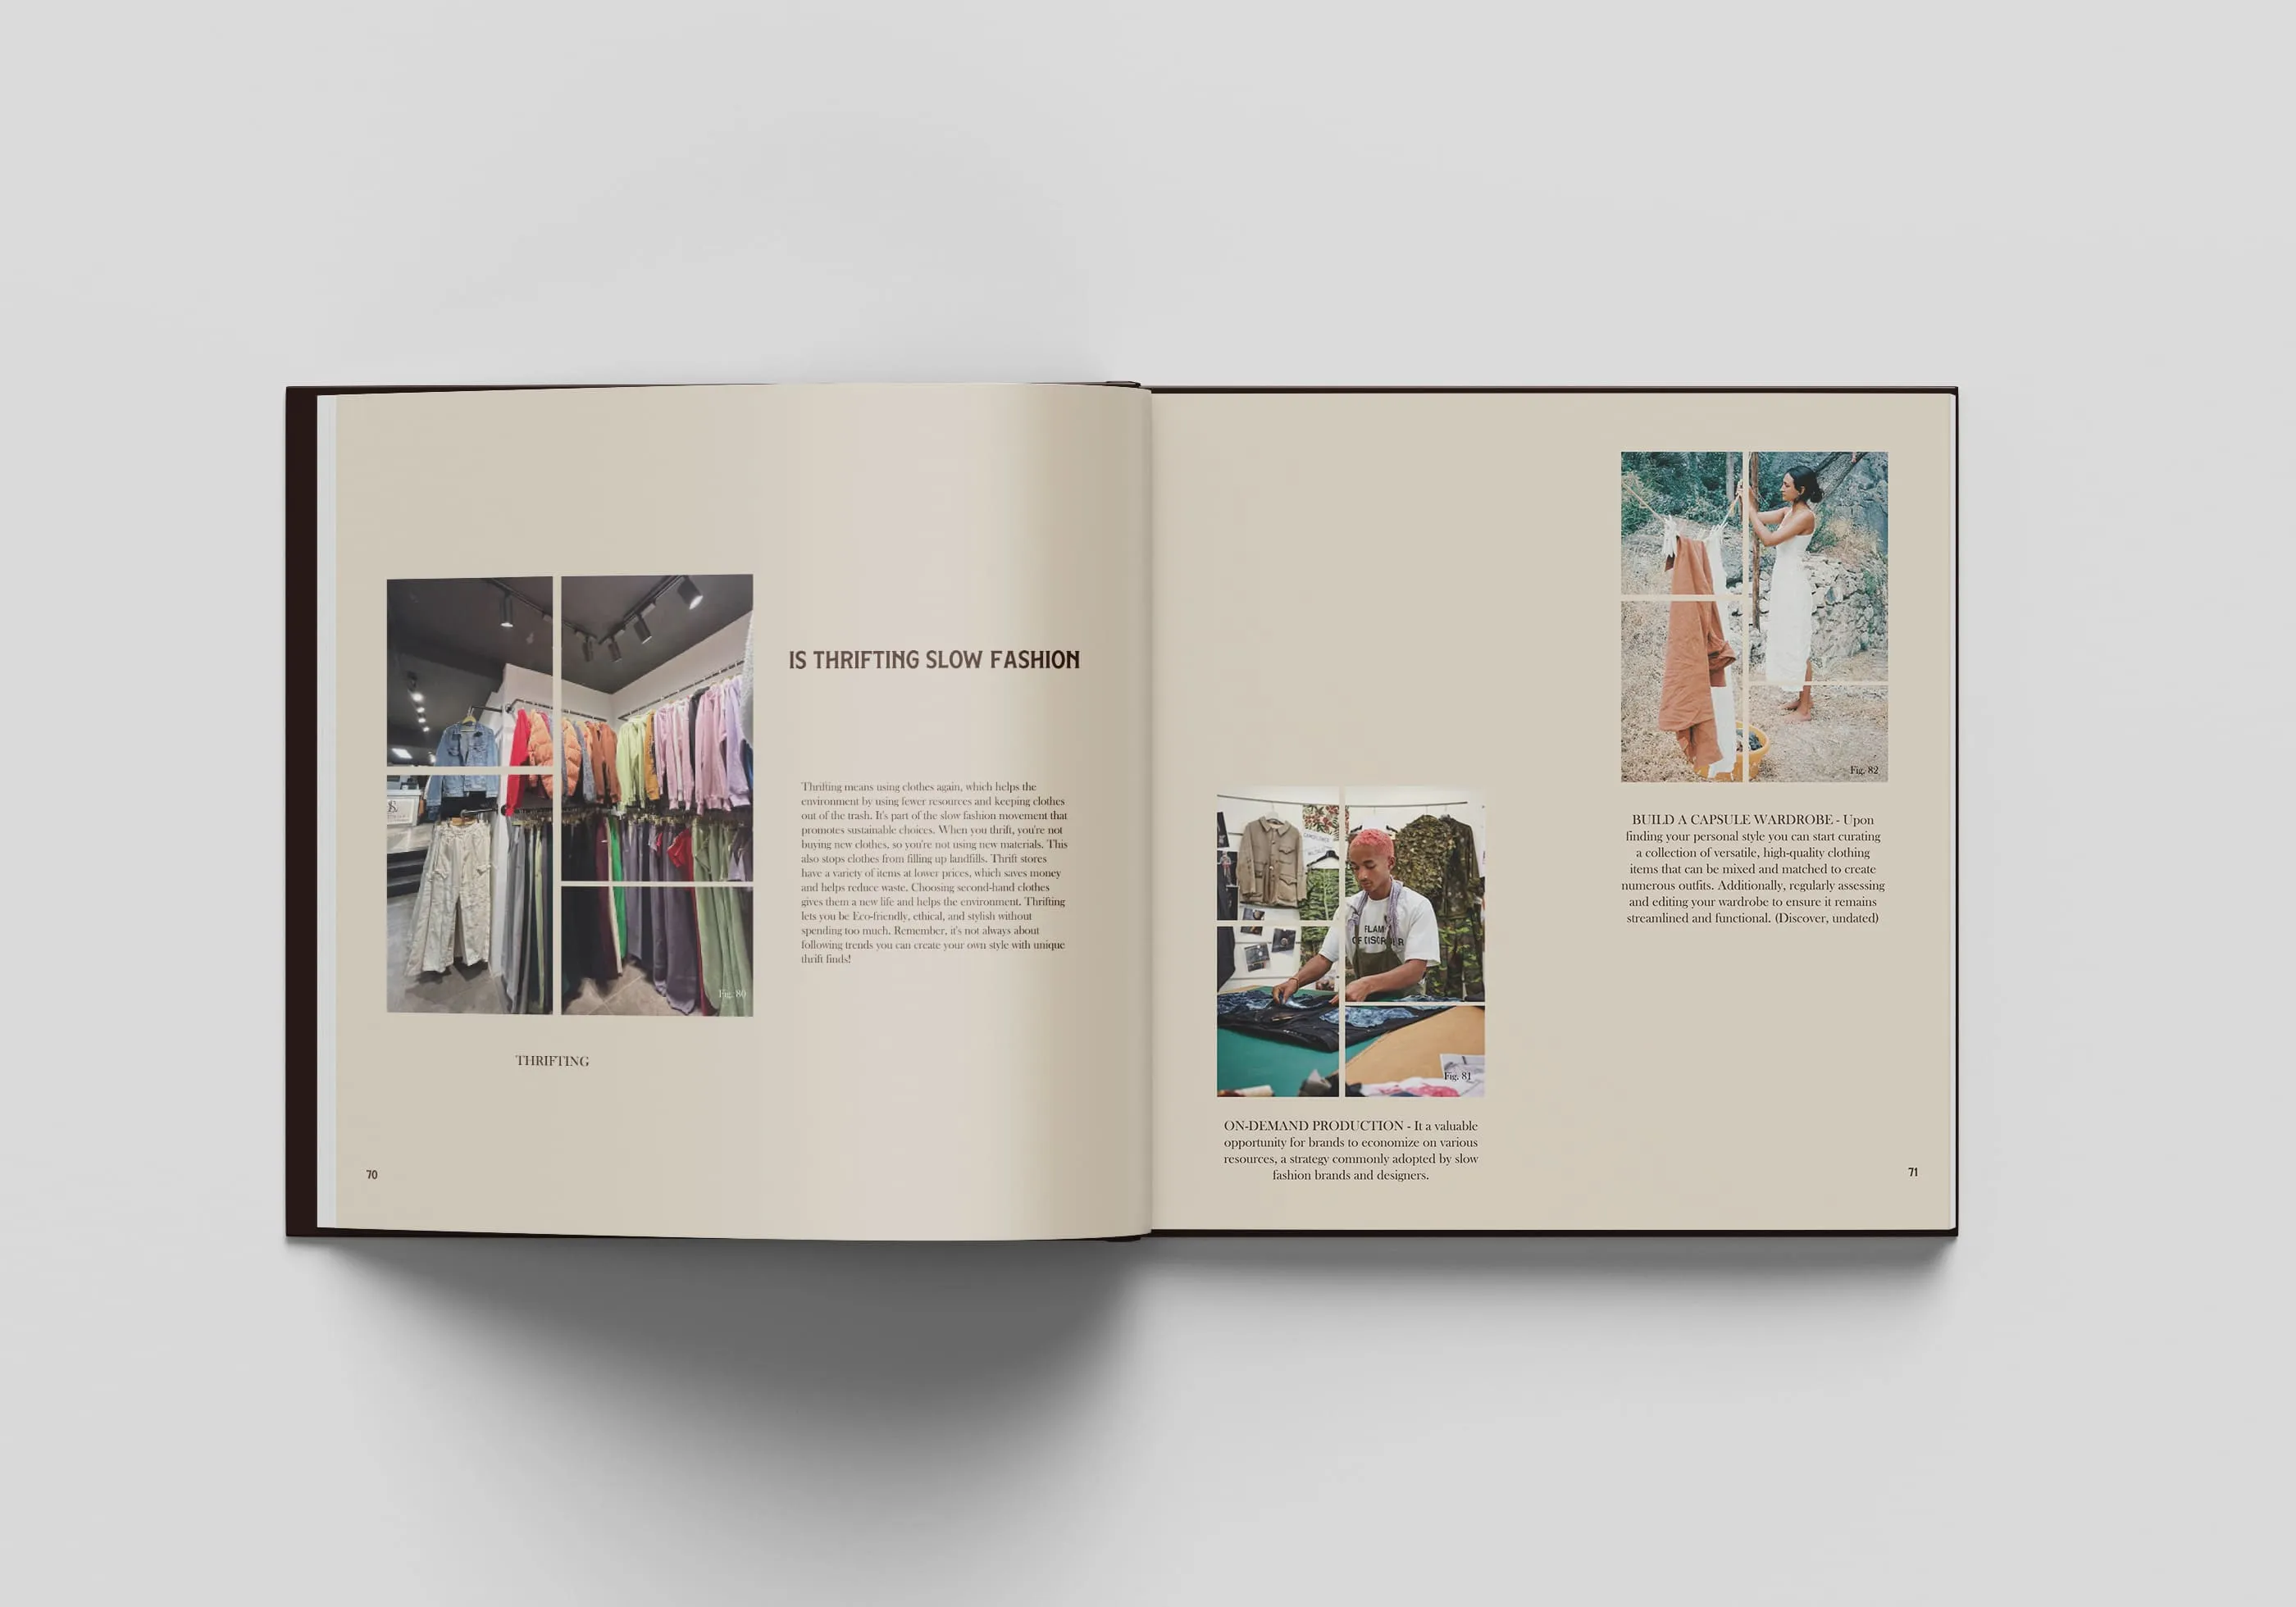 IS THRIFTING SLOW FASHION
Thrifting means using clothes again, which helps the
environment by using fewer resources and keeping clothes
out of the trash. It's part of the slow fashion movement that
promotes sustainable choices. When you thrift, you're not
buying new clothes, so you're not using new materials. This
also stops clothes from filling up landfills. Thrift stores
have a variety of items at lower prices, which saves money
and helps reduce waste. Choosing second-hand clothes
gives them a new life and helps the environment. Thrifting
lets you be Eco-friendly, ethical, and stylish without
spending too much. Remember, it's not always about
following trends you can create your own style with unique
thrift finds!
Fig. 80
THRIFTING
70
FLAM
OF DISORDER
Fig. 81
ON-DEMAND PRODUCTION - It a valuable
opportunity for brands to economize on various
resources, a strategy commonly adopted by slow
fashion brands and designers.
Fig. 82
BUILD A CAPSULE WARDROBE - Upon
finding your personal style you can start curating
a collection of versatile, high-quality clothing
items that can be mixed and matched to create
numerous outfits. Additionally, regularly assessing
and editing your wardrobe to ensure it remains
streamlined and functional. (Discover, undated)
71